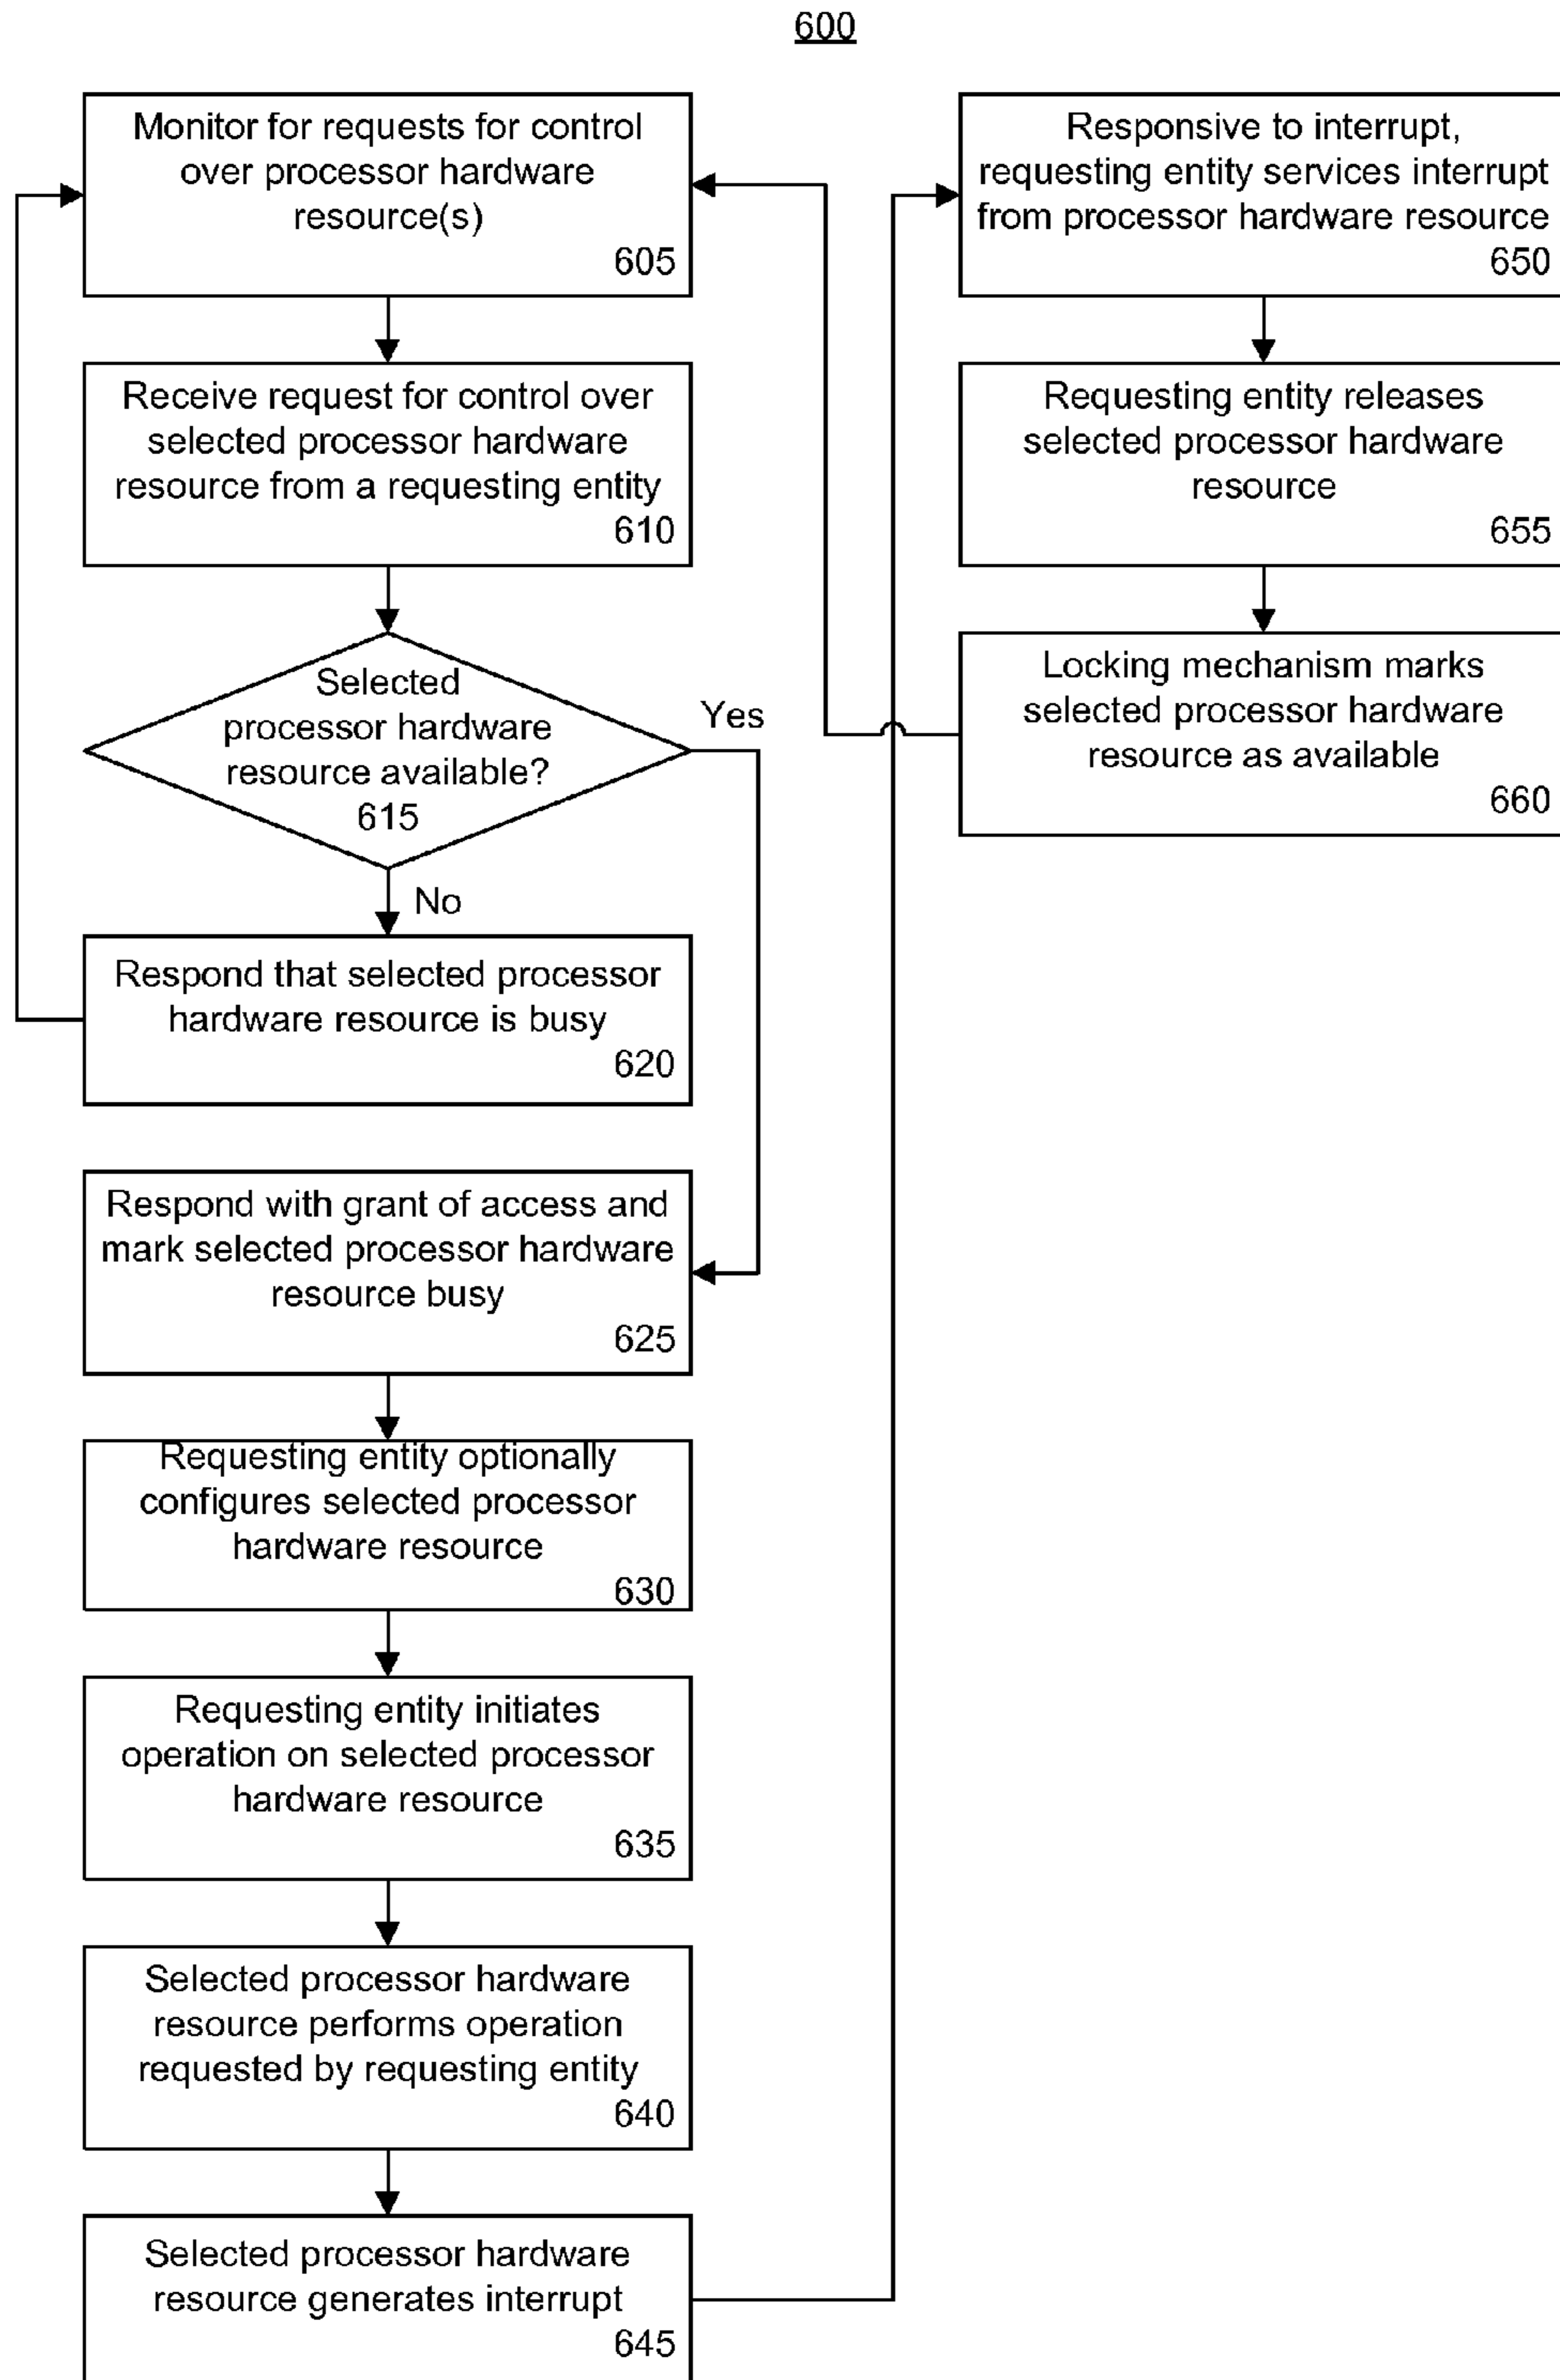 600
Monitor for requests for control
over processor hardware
resource(s)
605
Receive request for control over
selected processor hardware
resource from a requesting entity
610
Selected
processor hardware
resource available?
615
Yes
No
Respond that selected processor
hardware resource is busy
620
Respond with grant of access and
mark selected processor hardware
resource busy
625
Requesting entity optionally
configures selected processor
hardware resource
630
Requesting entity initiates
operation on selected processor
hardware resource
635
Selected processor hardware
resource performs operation
requested by requesting entity
640
Selected processor hardware
resource generates interrupt
645
Responsive to interrupt,
requesting entity services interrupt
from processor hardware resource
650
Requesting entity releases
selected processor hardware
resource
655
Locking mechanism marks
selected processor hardware
resource as available
660